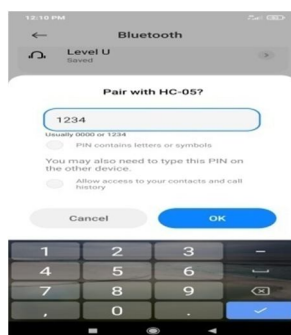 12:10 PM
Bluetooth
Level U
Saved
Pair with HC-05?
1234
Usually 0000 or 1234
PIN contains letters or symbols
You may also need to type this PIN on
the other device.
Allow access to your contacts and call
history
Cancel OK
1 2 3 –
4 5 6
7 8 9
, 0 .